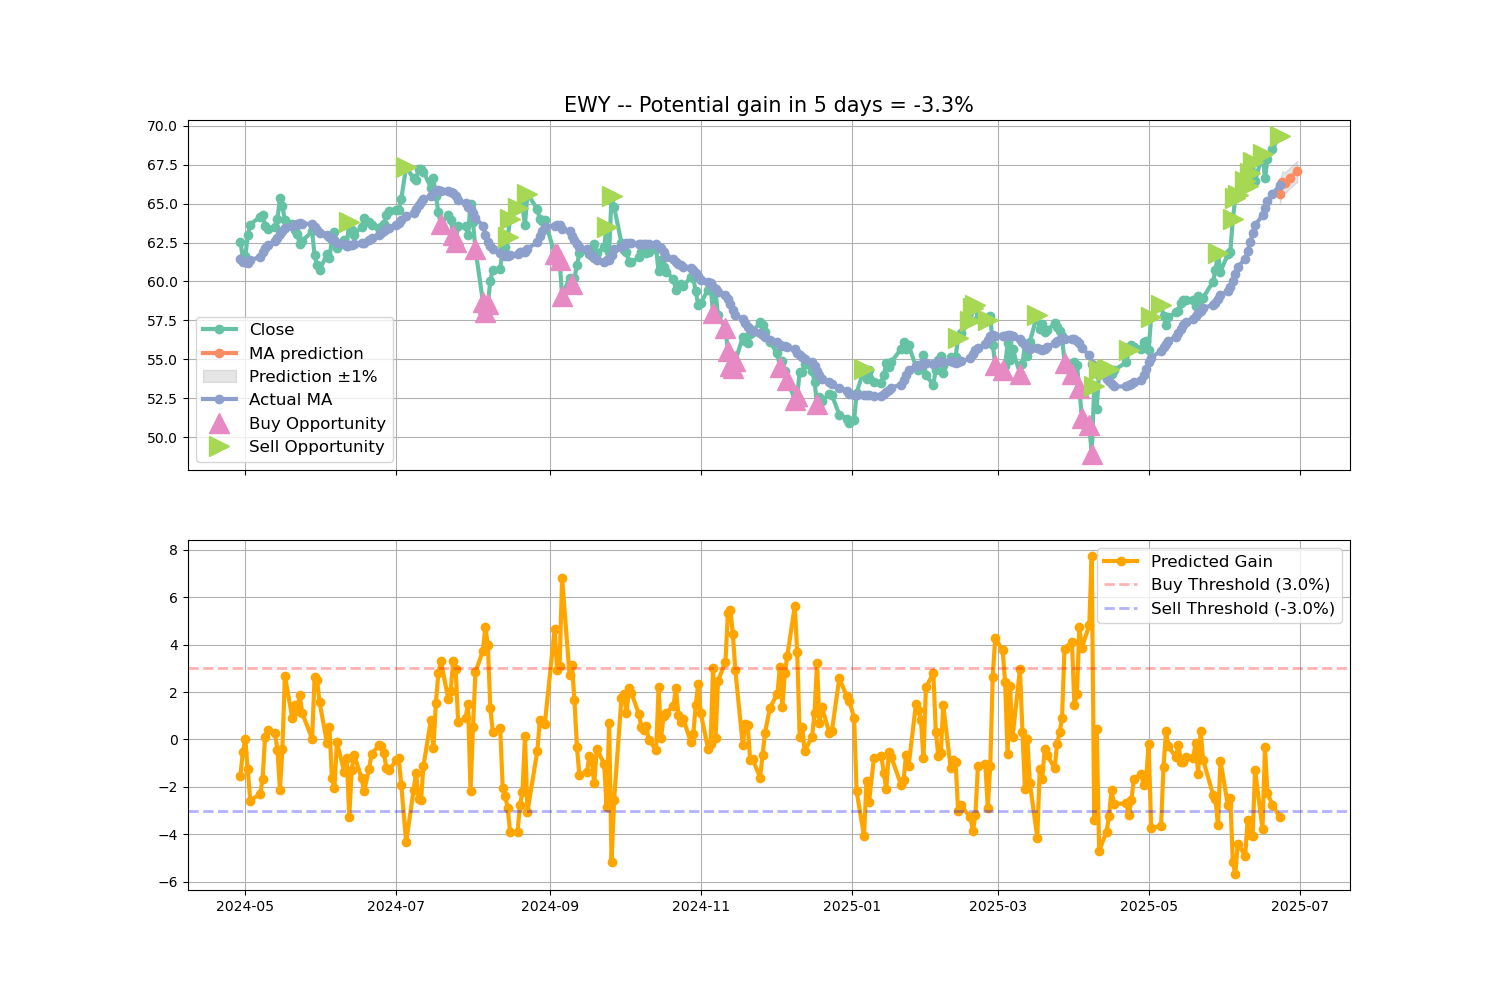 EWY -- Potential gain in 5 days = -3.3%
70.0
67.5
65.0
62.5
60.0
57.5
55.0
52.5
50.0
Close
MA prediction
Prediction ±1%
Actual MA
Buy Opportunity
Sell Opportunity
8
6
4
2
0
−2
−4
−6
Predicted Gain
Buy Threshold (3.0%)
Sell Threshold (-3.0%)
2024-05
2024-07
2024-09
2024-11
2025-01
2025-03
2025-05
2025-07